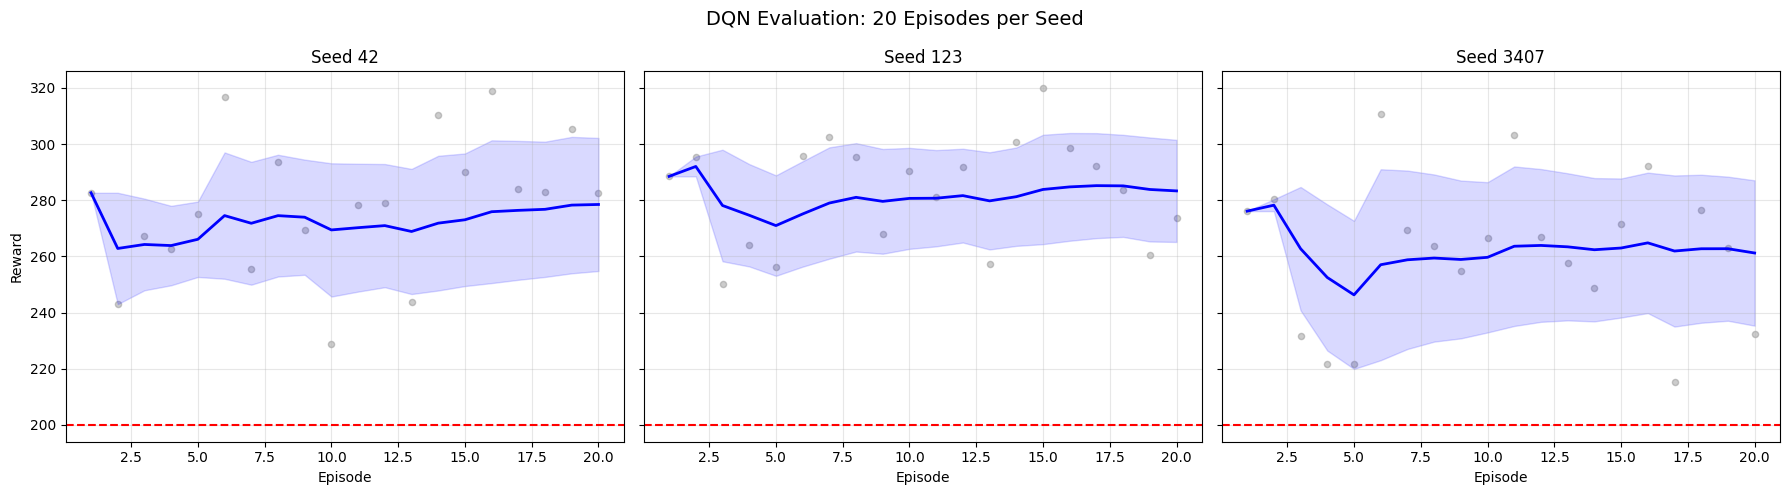 DQN Evaluation: 20 Episodes per Seed
Seed 42
Seed 123
Seed 3407
Reward
320
300
280
260
240
220
200
2.5 5.0 7.5 10.0 12.5 15.0 17.5 20.0
2.5 5.0 7.5 10.0 12.5 15.0 17.5 20.0
2.5 5.0 7.5 10.0 12.5 15.0 17.5 20.0
Episode
Episode
Episode